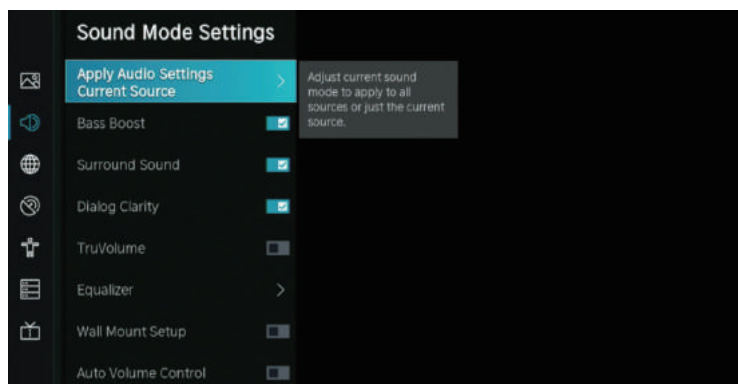 Sound Mode Settings
Apply Audio Settings
Current Source
Adjust current sound
mode to apply to all
sources or just the current
source.
Bass Boost
Surround Sound
Dialog Clarity
TruVolume
Equalizer
Wall Mount Setup
Auto Volume Control